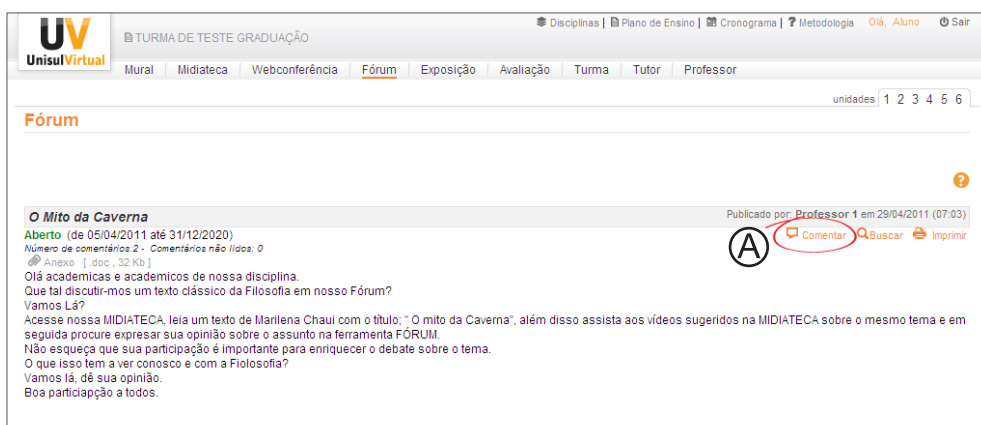 UV
UnisulVirtual
TURMA DE TESTE GRADUAÇÃO
Disciplinas | Plano de Ensino | Cronograma | ? Metodologia Olá, Aluno Sair
Mural Midiateca Webconferência Fórum Exposição Avaliação Turma Tutor Professor
unidades 1 2 3 4 5 6
Fórum
?
O Mito da Caverna
Publicado por: Professor 1 em 29/04/2011 (07:03)
Aberto (de 05/04/2011 até 31/12/2020)
A
Comentar Buscar Imprimir
Número de comentários:2 - Comentários não lidos: 0
Anexo [ .doc , 32 Kb ]
Olá academicas e academicos de nossa disciplina.
Que tal discutir-mos um texto clássico da Filosofia em nosso Fórum?
Vamos Lá?
Acesse nossa MIDIATECA, leia um texto de Marilena Chaui com o título; " O mito da Caverna", além disso assista aos vídeos sugeridos na MIDIATECA sobre o mesmo tema e em
seguida procure expresar sua opinião sobre o assunto na ferramenta FÓRUM.
Não esqueça que sua participação é importante para enriquecer o debate sobre o tema.
O que isso tem a ver conosco e com a Fiolosofia?
Vamos lá, dê sua opinião.
Boa particiapção a todos.